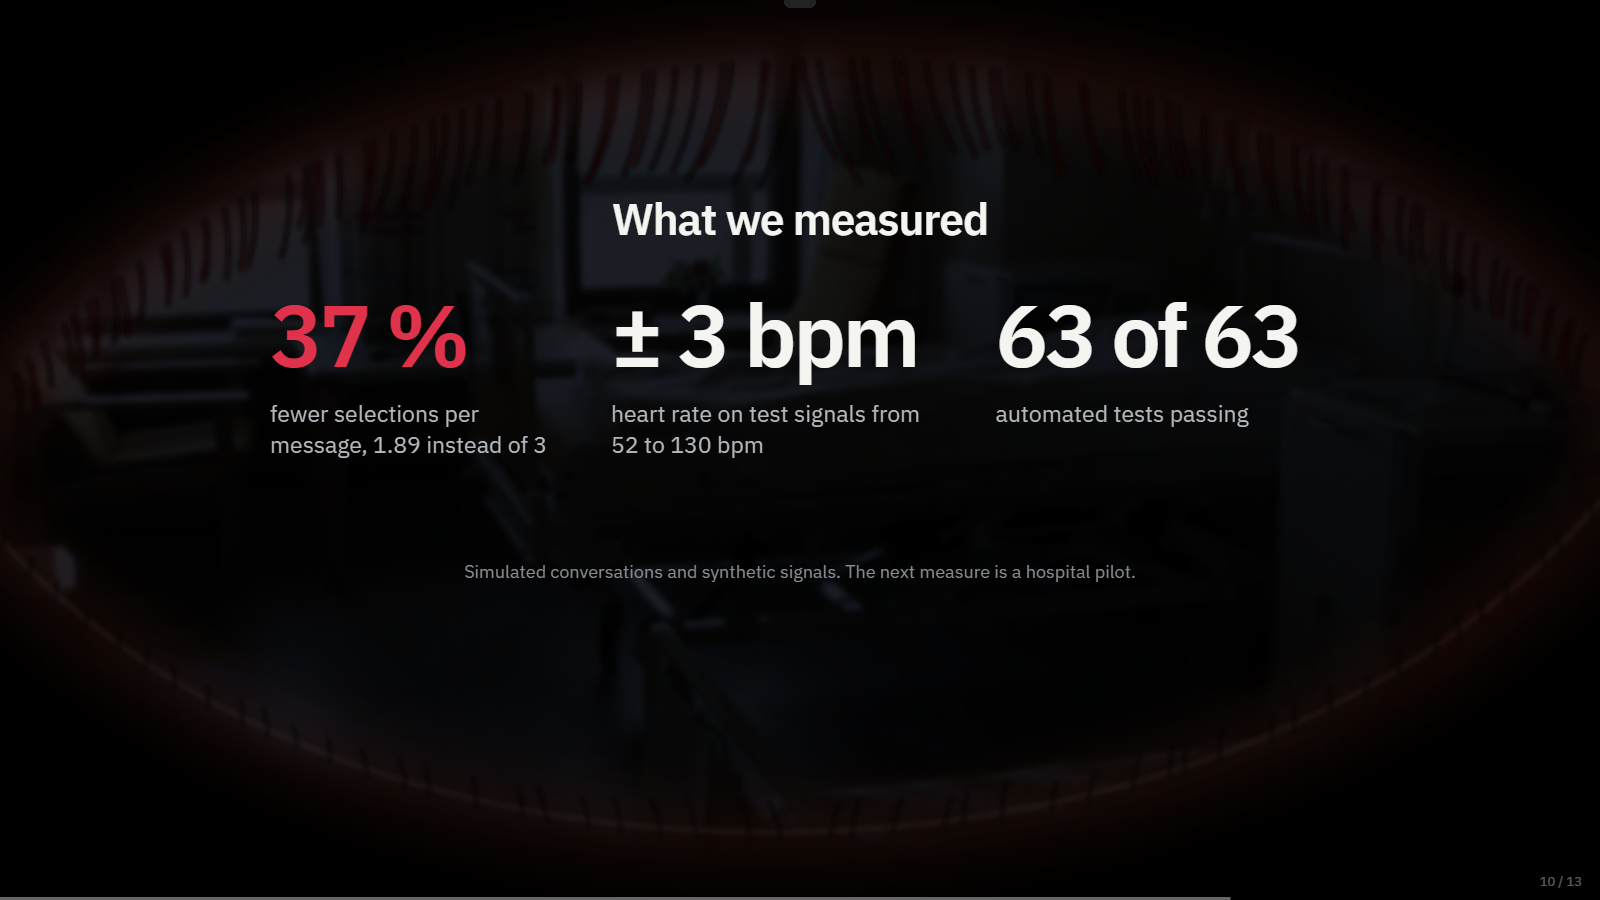 What we measured
37 %
fewer selections per
message, 1.89 instead of 3
± 3 bpm
heart rate on test signals from
52 to 130 bpm
63 of 63
automated tests passing
Simulated conversations and synthetic signals. The next measure is a hospital pilot.
10 / 13